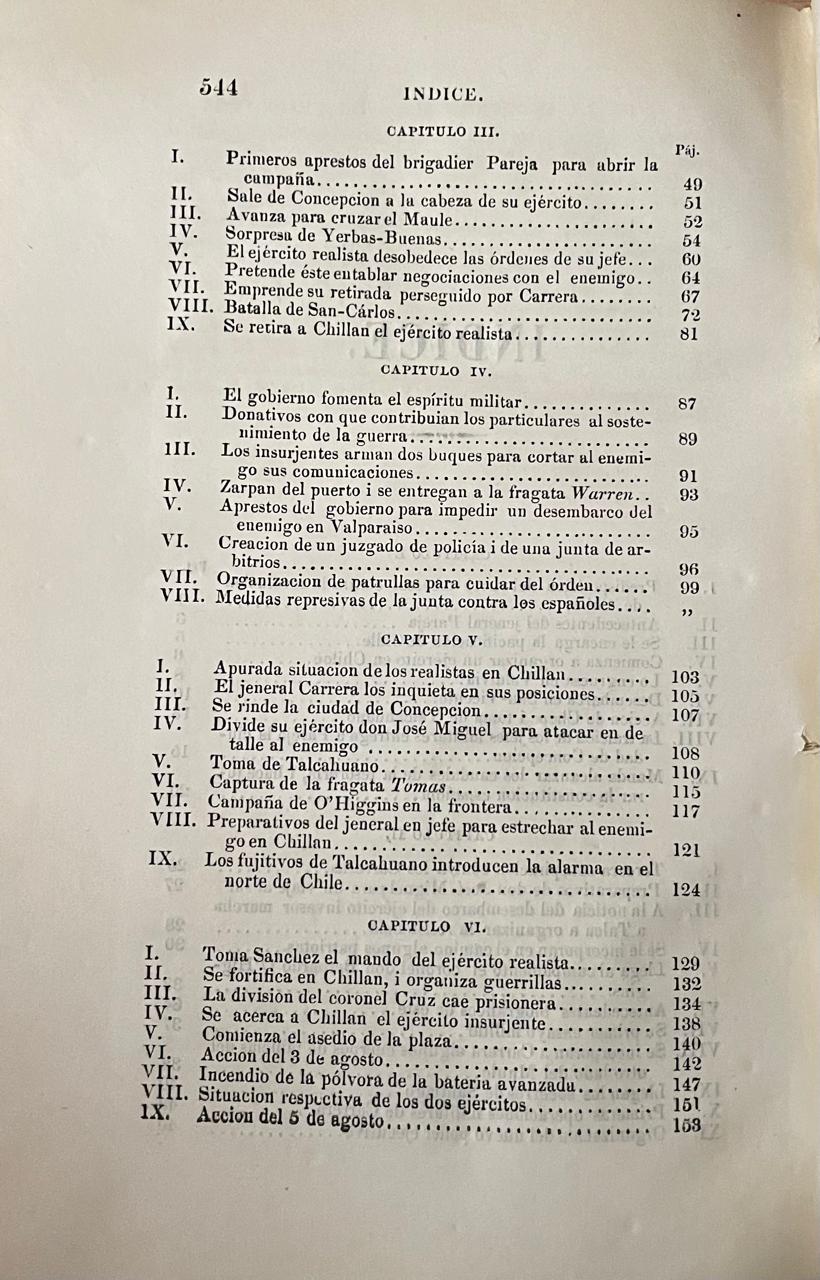 544 INDICE.
CAPITULO III.
Páj.
I. Primeros aprestos del brigadier Pareja para abrir la
campaña.................................. 49
II. Sale de Concepcion a la cabeza de su ejército........ 51
III. Avanza para cruzar el Maule...................... 52
IV. Sorpresa de Yerbas-Buenas....................... 54
V. El ejército realista desobedece las órdenes de su jefe... 60
VI. Pretende éste entablar negociaciones con el enemigo.. 64
VII. Emprende su retirada perseguido por Carrera........ 67
VIII. Batalla de San-Cárlos............................ 72
IX. Se retira a Chillan el ejército realista............... 81
CAPITULO IV.
I. El gobierno fomenta el espíritu militar.............. 87
II. Donativos con que contribuian los particulares al soste-
nimiento de la guerra.......................... 89
III. Los insurjentes arman dos buques para cortar al enemi-
go sus comunicaciones......................... 91
IV. Zarpan del puerto i se entregan a la fragata Warren.. 93
V. Aprestos del gobierno para impedir un desembarco del
enemigo en Valparaiso......................... 95
VI. Creacion de un juzgado de policía i de una junta de ar-
bitrios........................................ 96
VII. Organizacion de patrullas para cuidar del órden...... 99
VIII. Medidas represivas de la junta contra los españoles.... ,,
CAPITULO V.
I. Apurada situacion de los realistas en Chillan......... 103
II. El jeneral Carrera los inquieta en sus posiciones...... 105
III. Se rinde la ciudad de Concepcion.................. 107
IV. Divide su ejército don José Miguel para atacar en de
talle al enemigo .............................. 108
V. Toma de Talcahuano............................. 110
VI. Captura de la fragata Tomas...................... 115
VII. Campaña de O'Higgins en la frontera............... 117
VIII. Preparativos del jeneral en jefe para estrechar al enemi-
go en Chillan.................................. 121
IX. Los fujitivos de Talcahuano introducen la alarma en el
norte de Chile................................. 124
CAPITULO VI.
I. Toma Sanchez el mando del ejército realista......... 129
II. Se fortifica en Chillan, i organiza guerrillas.......... 132
III. La division del coronel Cruz cae prisionera.......... 134
IV. Se acerca a Chillan el ejército insurjente............ 138
V. Comienza el asedio de la plaza..................... 140
VI. Accion del 3 de agosto............................ 142
VII. Incendio de la pólvora de la bateria avanzadu........ 147
VIII. Situacion respectiva de los dos ejércitos............. 151
IX. Accion del 5 de agosto............................ 153